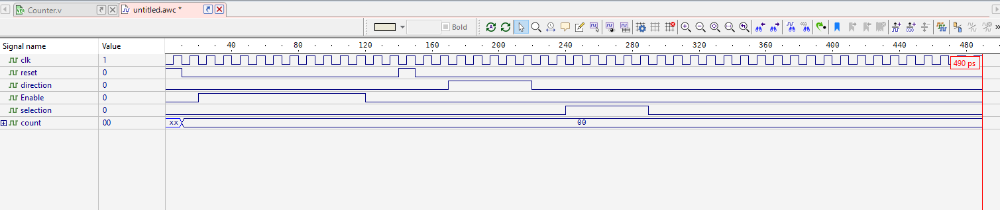 Counter.v
untitled.awc *
Bold
Signal name Value 40 80 120 160 200 240 280 320 360 400 440 480
clk 1
490 ps
reset 0
direction 0
Enable 0
selection 0
count 00 xx 00